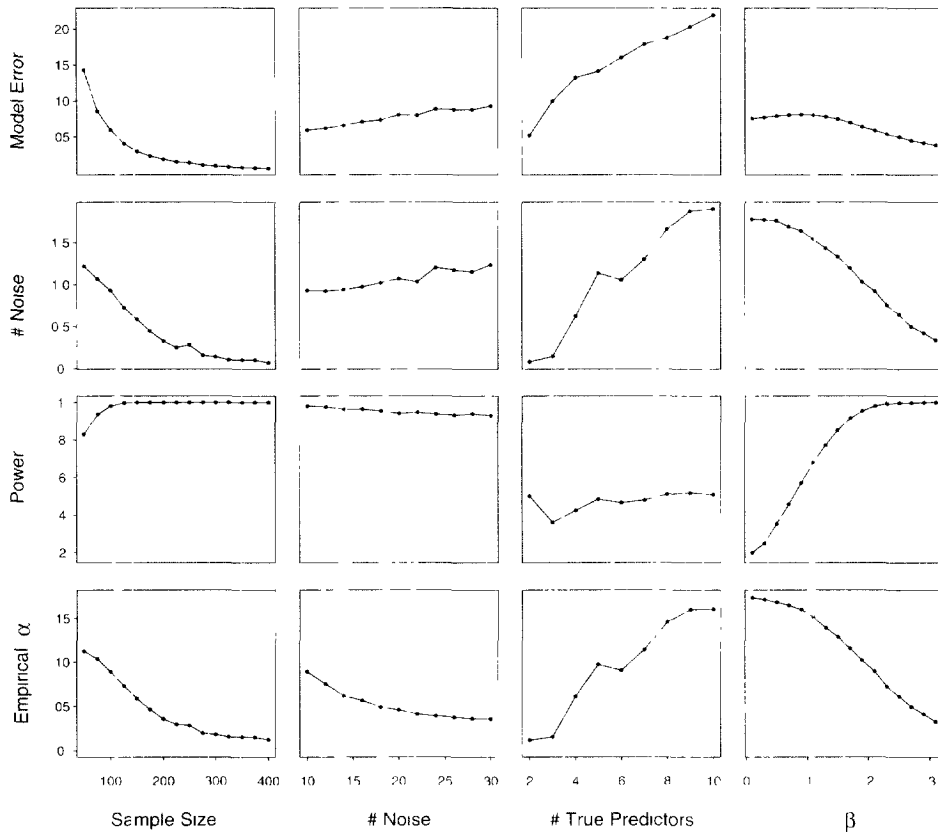 Model Error
20
15
10
05
# Noise
1 5
1 0
0 5
0
Power
1
8
6
4
2
Empirical α
15
10
05
0
100 200 300 400
10 15 20 25 30
2 4 6 8 10
0 1 2 3
Sample Size
# Noise
# True Predictors
β